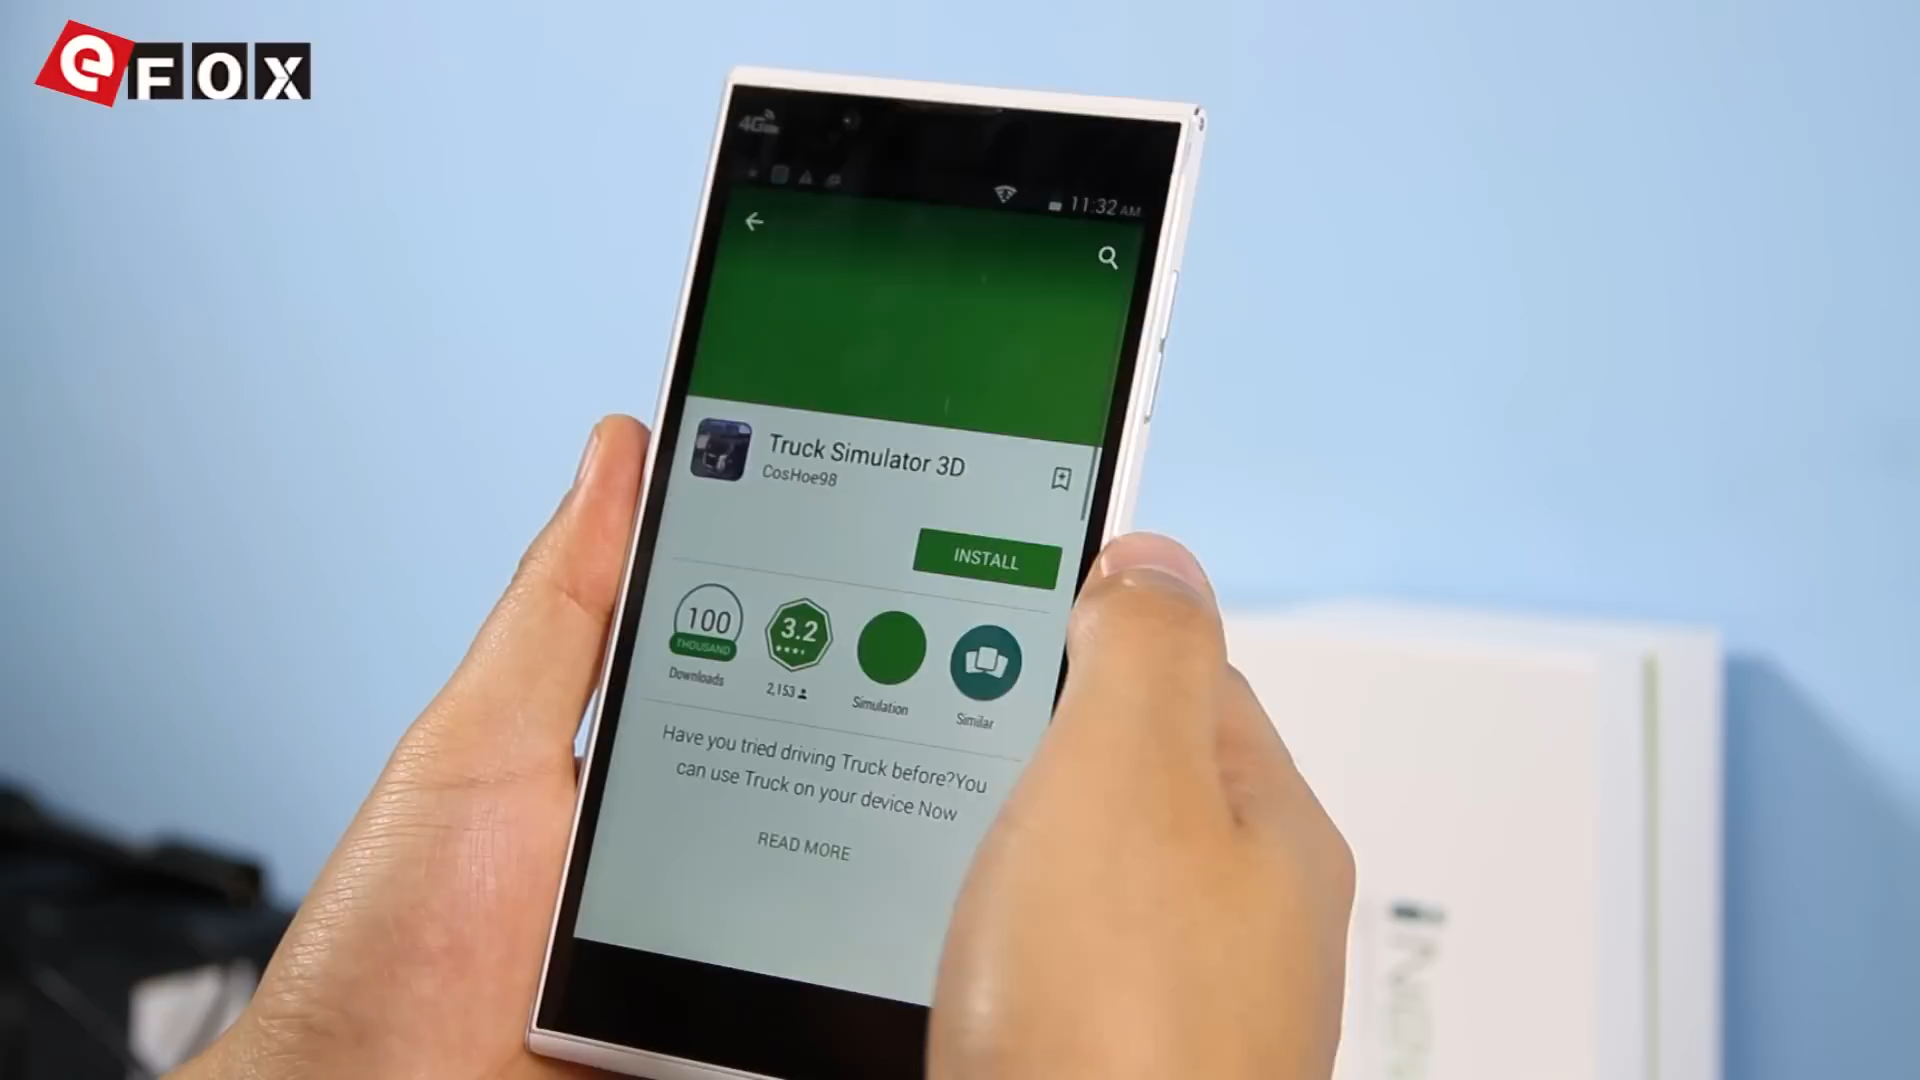 eFOX
4G
11:32 AM
Truck Simulator 3D
CosHoe98
INSTALL
100
THOUSAND
Downloads
3.2
2,153
Simulation
Similar
Have you tried driving Truck before?You
can use Truck on your device Now
READ MORE